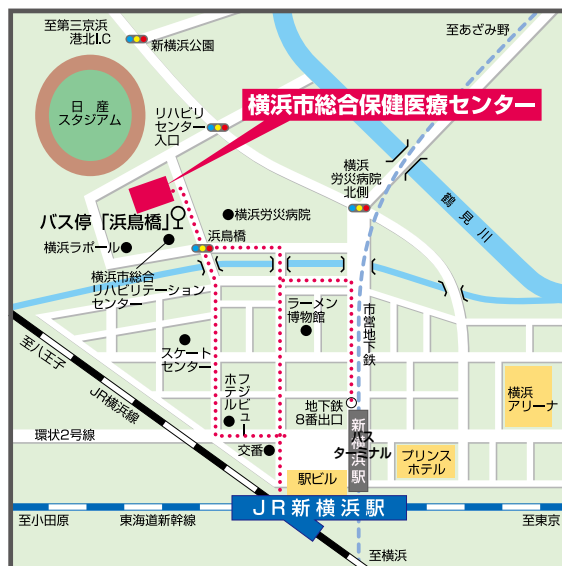 至第三京浜
港北I.C
新横浜公園
至あざみ野
日産
スタジアム
リハビリ
センター
入口
横浜市総合保健医療センター
横浜
労災病院
北側
鶴見川
バス停「浜鳥橋」
横浜労災病院
浜鳥橋
横浜ラポール
横浜市総合
リハビリテーション
センター
ラーメン
博物館
市営地下鉄
スケート
センター
至八王子
JR横浜線
フジビュー
ホテル
地下鉄
8番出口
横浜
アリーナ
新横浜駅
バス
ターミナル
環状2号線
交番
プリンス
ホテル
駅ビル
JR新横浜駅
至小田原
東海道新幹線
至東京
至横浜